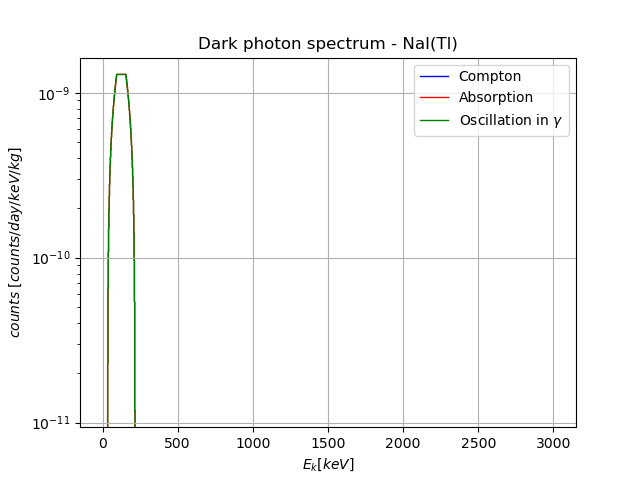 Dark photon spectrum - NaI(Tl)
Compton
Absorption
Oscillation in γ
counts [counts/day/keV/kg]
10⁻⁹
10⁻¹⁰
10⁻¹¹
0 500 1000 1500 2000 2500 3000
Eₖ[keV]